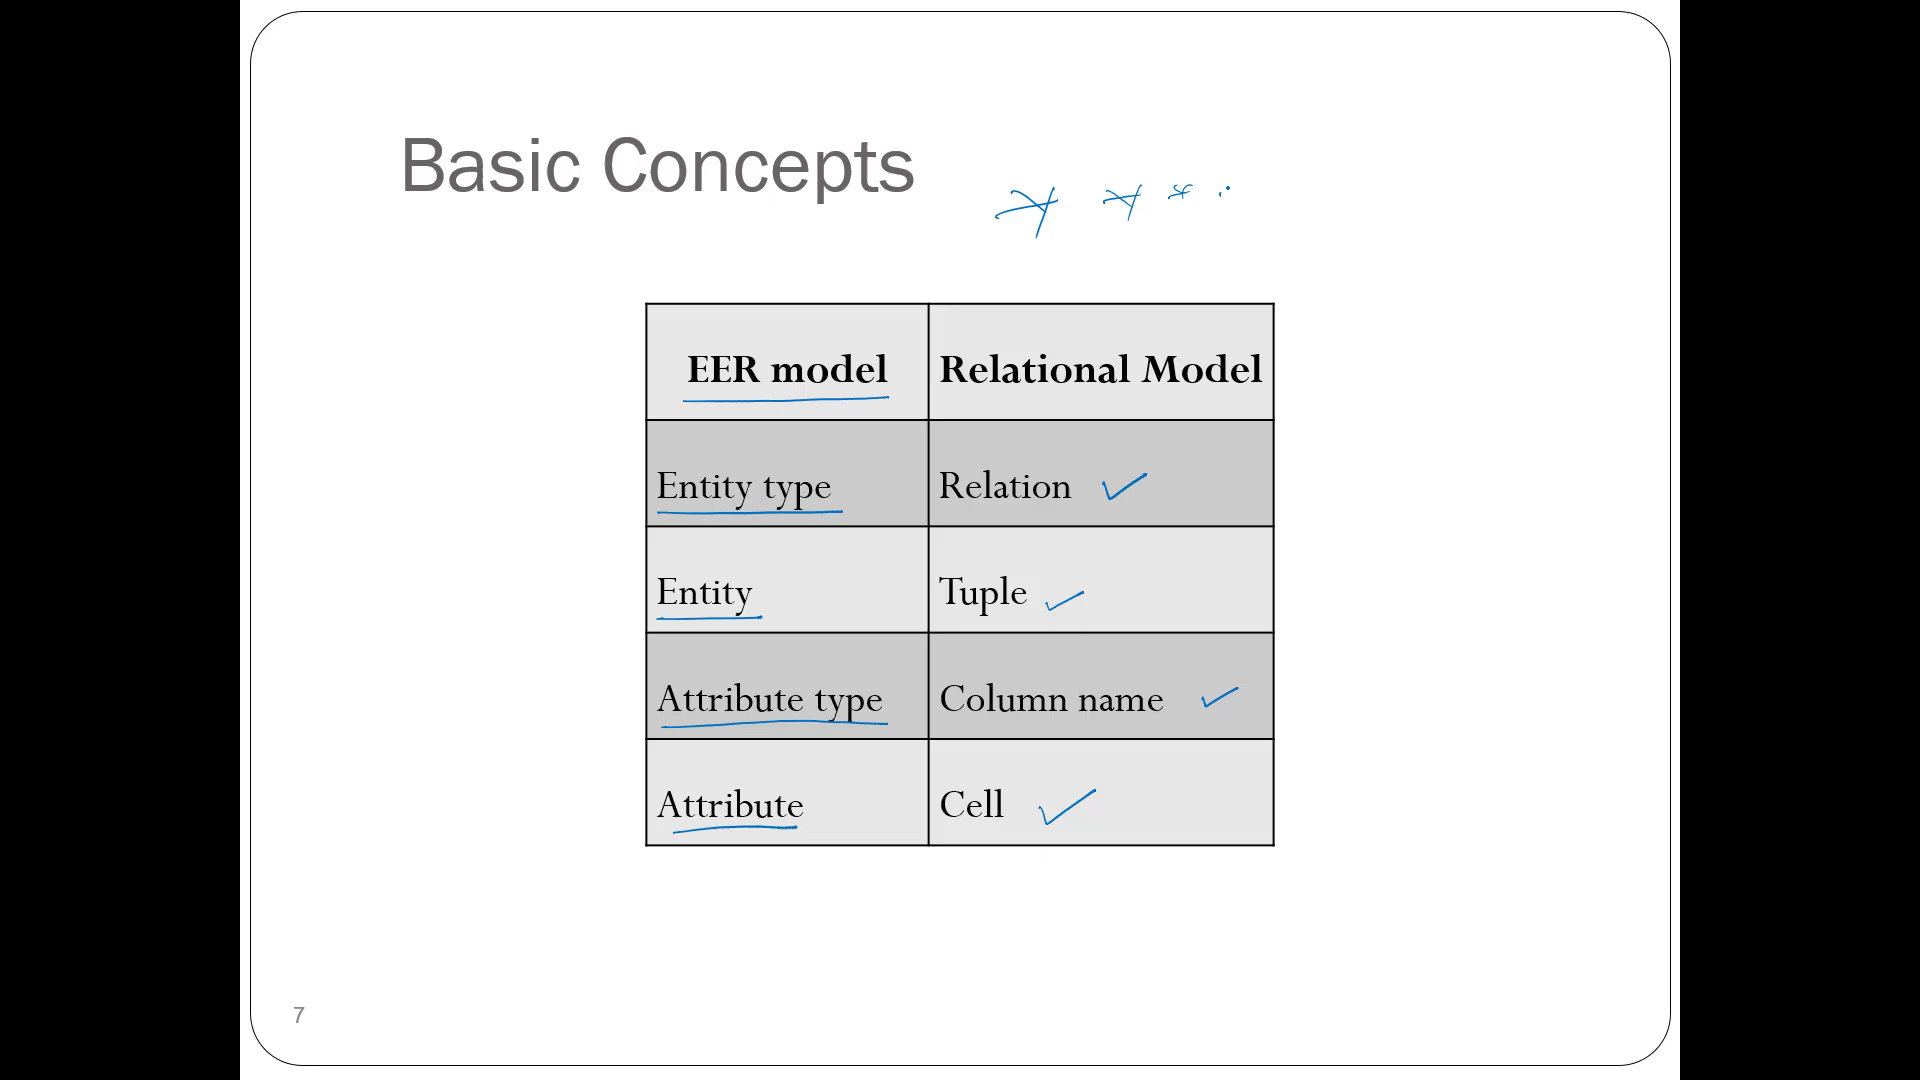 Basic Concepts
EER model Relational Model
Entity type Relation
Entity Tuple
Attribute type Column name
Attribute Cell
7